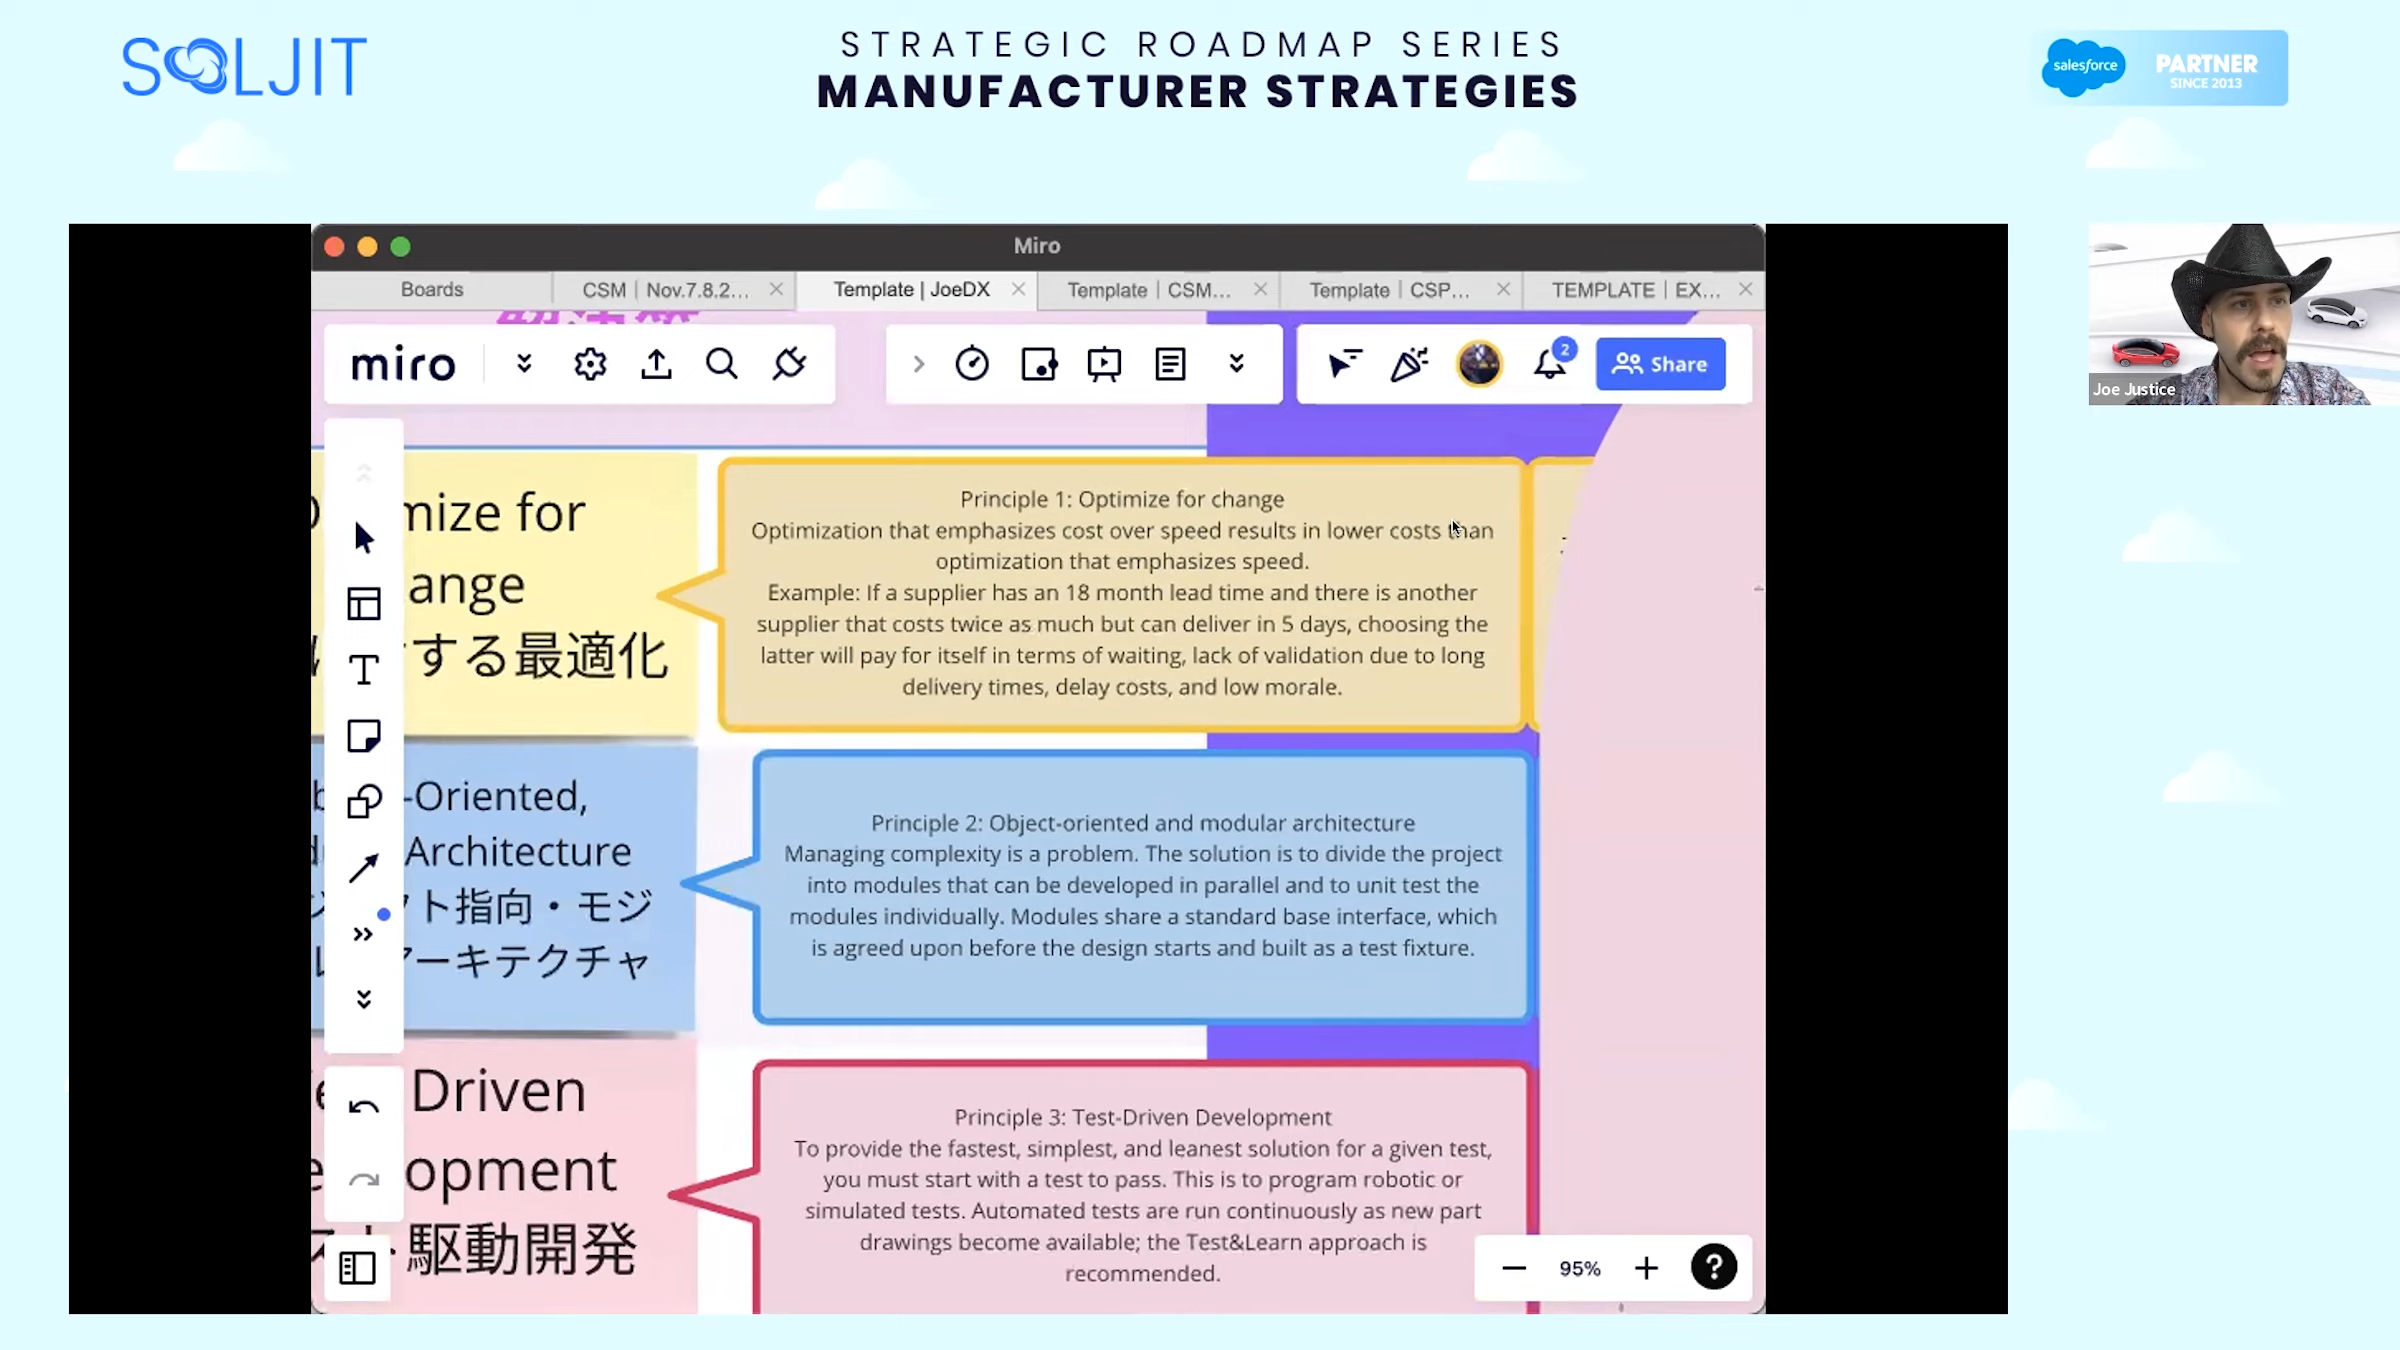 SOLJIT
STRATEGIC ROADMAP SERIES
MANUFACTURER STRATEGIES
salesforce
PARTNER
SINCE 2013
Miro
Boards
CSM | Nov.7.8.2...
Template | JoeDX
Template | CSM...
Template | CSP...
TEMPLATE | EX...
miro
2
Share
Joe Justice
mize for
ange
する最適化
Principle 1: Optimize for change
Optimization that emphasizes cost over speed results in lower costs than
optimization that emphasizes speed.
Example: If a supplier has an 18 month lead time and there is another
supplier that costs twice as much but can deliver in 5 days, choosing the
latter will pay for itself in terms of waiting, lack of validation due to long
delivery times, delay costs, and low morale.
-Oriented,
Architecture
ト指向・モジ
アーキテクチャ
Principle 2: Object-oriented and modular architecture
Managing complexity is a problem. The solution is to divide the project
into modules that can be developed in parallel and to unit test the
modules individually. Modules share a standard base interface, which
is agreed upon before the design starts and built as a test fixture.
Driven
opment
駆動開発
Principle 3: Test-Driven Development
To provide the fastest, simplest, and leanest solution for a given test,
you must start with a test to pass. This is to program robotic or
simulated tests. Automated tests are run continuously as new part
drawings become available; the Test&Learn approach is
recommended.
95%